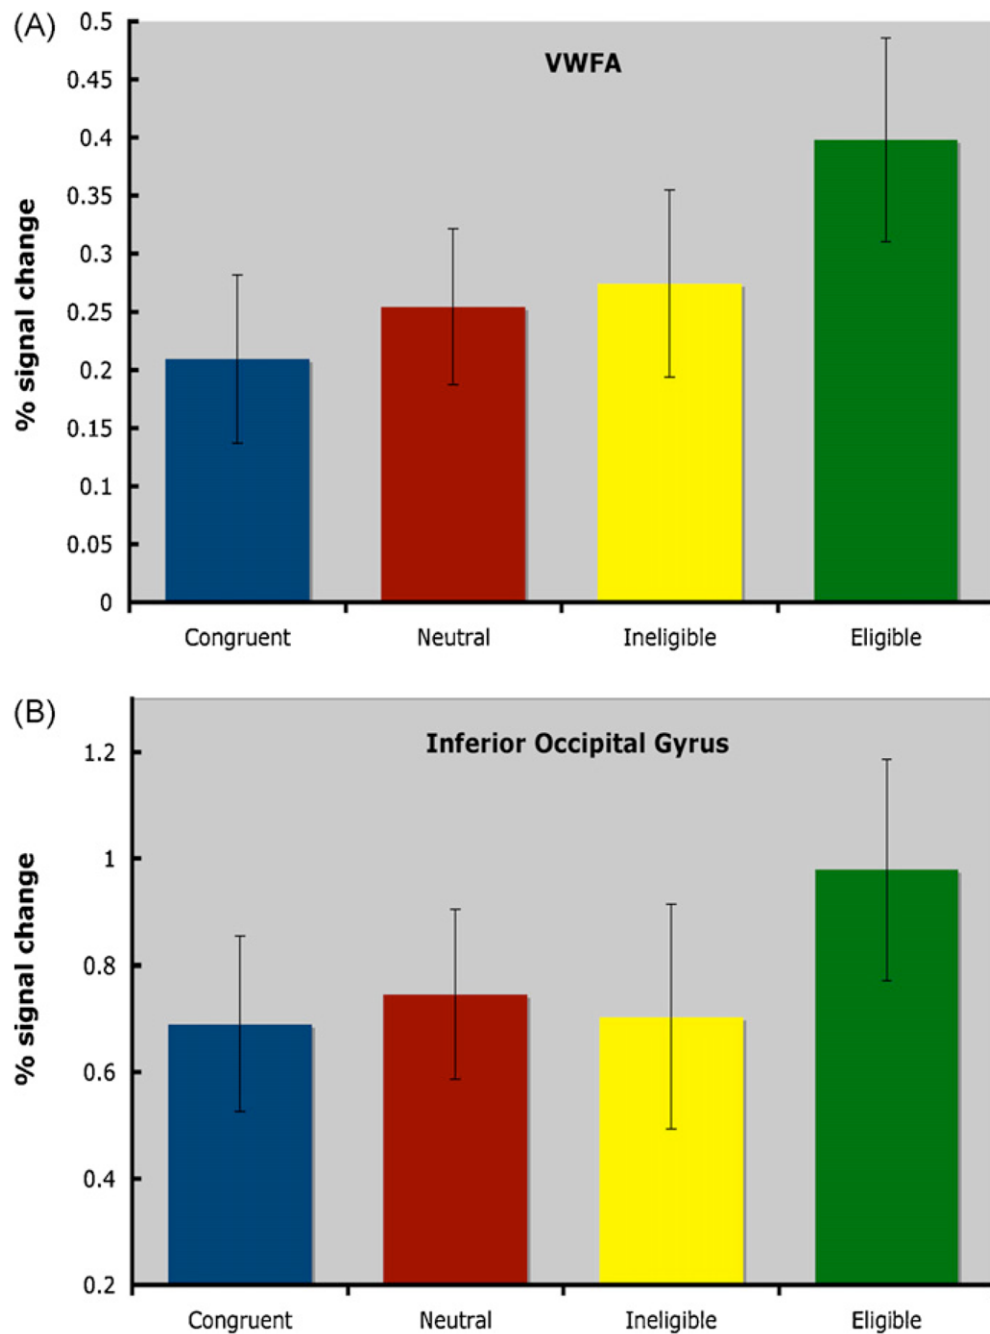 (A)
VWFA
% signal change
0.5
0.45
0.4
0.35
0.3
0.25
0.2
0.15
0.1
0.05
0
Congruent Neutral Ineligible Eligible
(B)
Inferior Occipital Gyrus
% signal change
1.2
1
0.8
0.6
0.4
0.2
Congruent Neutral Ineligible Eligible